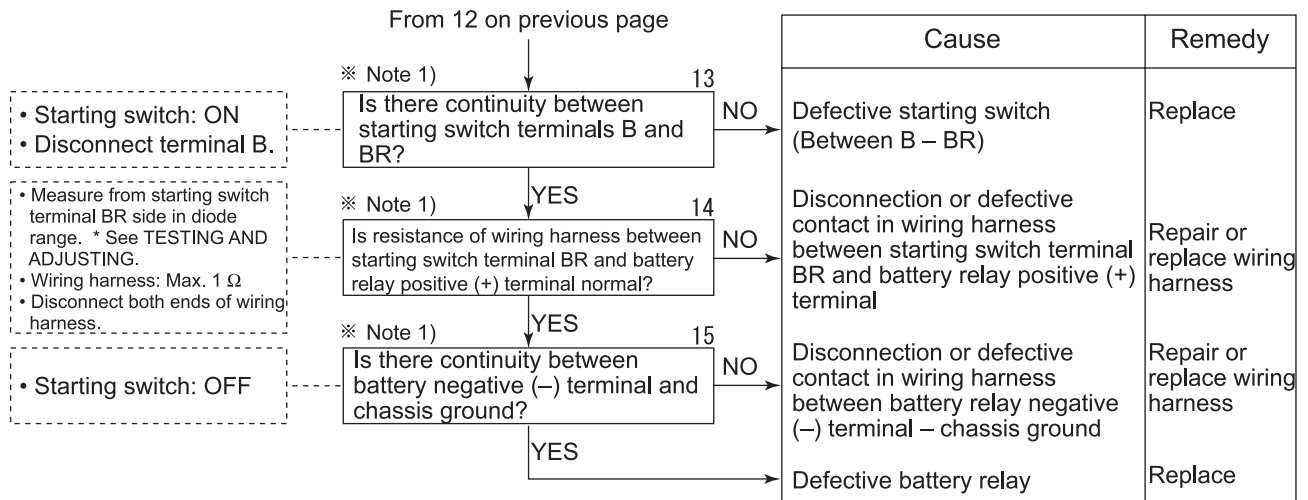 From 12 on previous page
Cause
Remedy
※ Note 1)
13
• Starting switch: ON
• Disconnect terminal B.
Is there continuity between
starting switch terminals B and
BR?
NO
Defective starting switch
(Between B – BR)
Replace
YES
※ Note 1)
14
• Measure from starting switch
terminal BR side in diode
range. * See TESTING AND
ADJUSTING.
• Wiring harness: Max. 1 Ω
• Disconnect both ends of wiring
harness.
Is resistance of wiring harness between
starting switch terminal BR and battery
relay positive (+) terminal normal?
NO
Disconnection or defective
contact in wiring harness
between starting switch terminal
BR and battery relay positive (+)
terminal
Repair or
replace wiring
harness
YES
※ Note 1)
15
• Starting switch: OFF
Is there continuity between
battery negative (–) terminal and
chassis ground?
NO
Disconnection or defective
contact in wiring harness
between battery relay negative
(–) terminal – chassis ground
Repair or
replace wiring
harness
YES
Defective battery relay
Replace